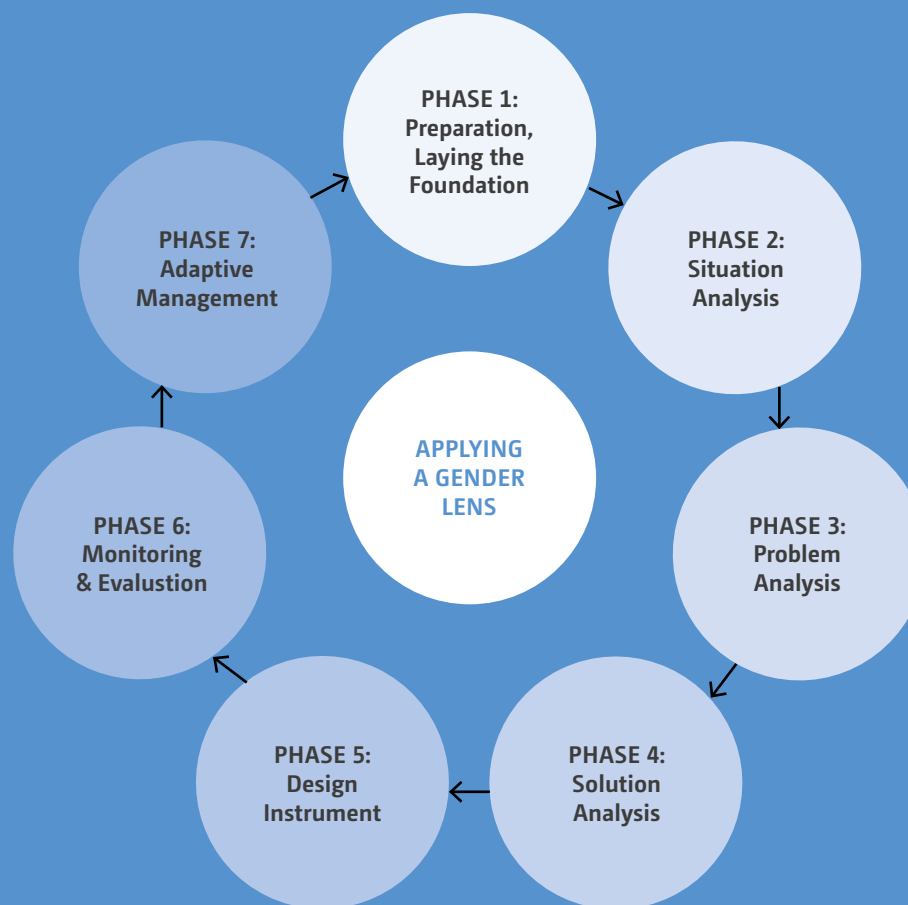 PHASE 1:
Preparation,
Laying the
Foundation
PHASE 2:
Situation
Analysis
PHASE 3:
Problem
Analysis
PHASE 4:
Solution
Analysis
PHASE 5:
Design
Instrument
PHASE 6:
Monitoring
& Evalustion
PHASE 7:
Adaptive
Management
APPLYING
A GENDER
LENS